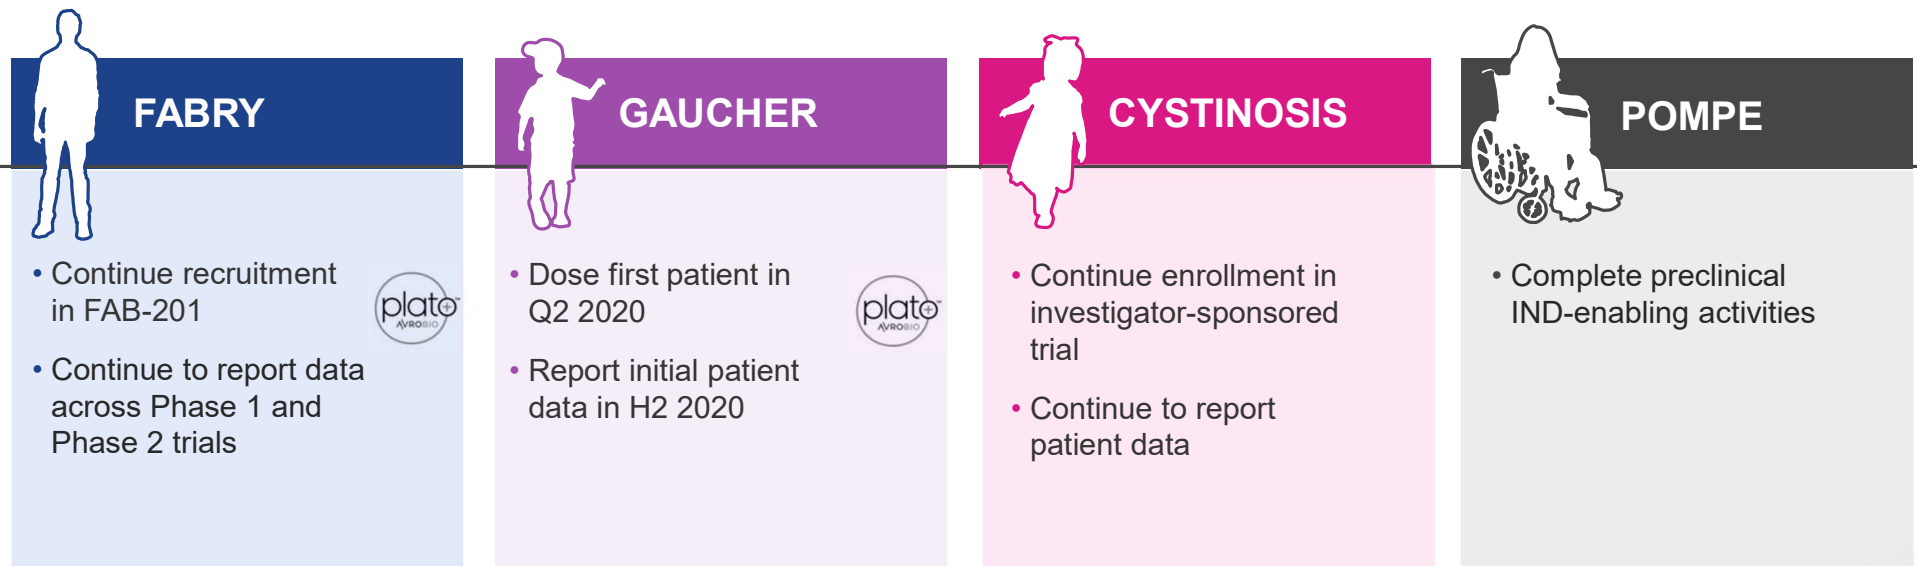 FABRY
• Continue recruitment
in FAB-201
plato™
AVROBIO
• Continue to report data
across Phase 1 and
Phase 2 trials
GAUCHER
• Dose first patient in
Q2 2020
plato™
AVROBIO
• Report initial patient
data in H2 2020
CYSTINOSIS
• Continue enrollment in
investigator-sponsored
trial
• Continue to report
patient data
POMPE
• Complete preclinical
IND-enabling activities